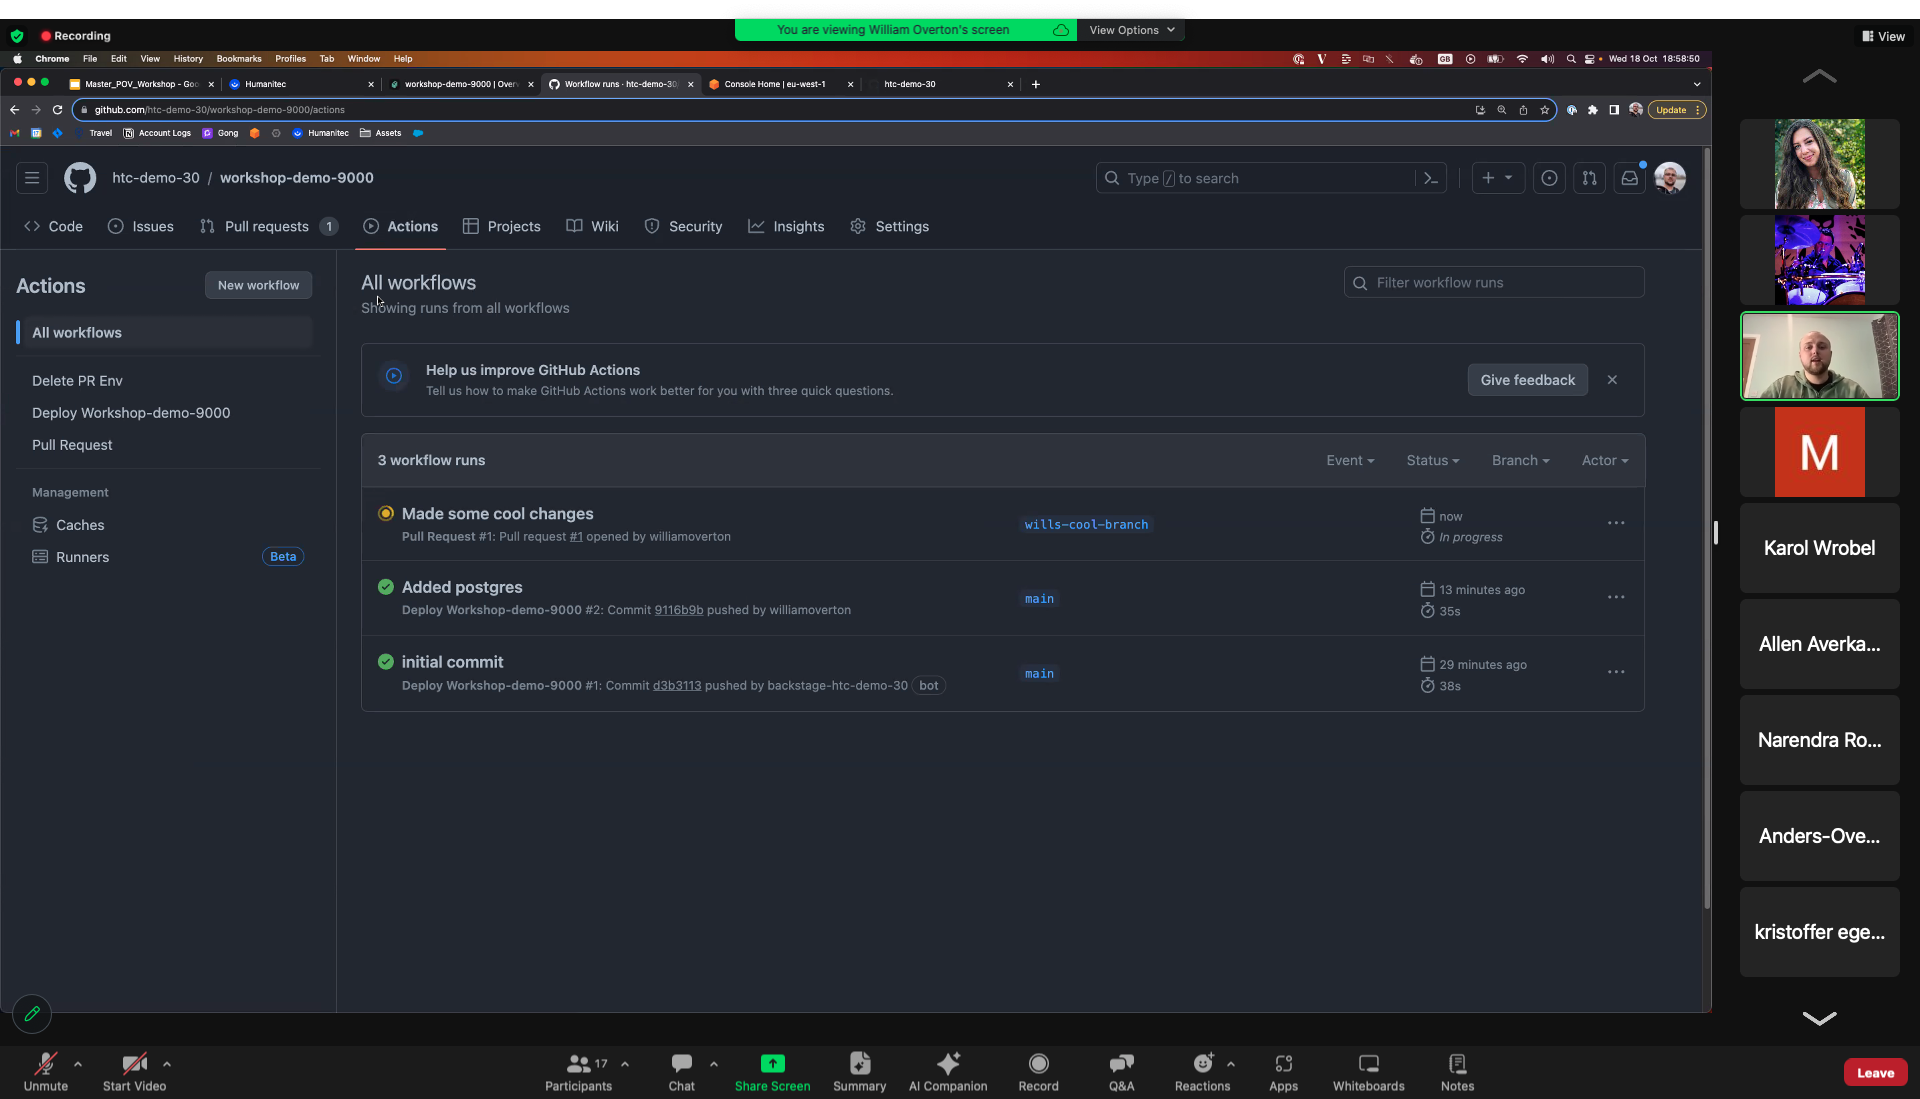 You are viewing William Overton's screen
View Options
Recording
View
Chrome File Edit View History Bookmarks Profiles Tab Window Help
GB
Wed 18 Oct 18:58:50
Master_POV_Workshop - Goo
Humanitec
workshop-demo-9000 | Over
Workflow runs · htc-demo-30
Console Home | eu-west-1
htc-demo-30
github.com/htc-demo-30/workshop-demo-9000/actions
Update
Travel Account Logs Gong Humanitec Assets
htc-demo-30 / workshop-demo-9000
Type / to search
Code Issues Pull requests 1 Actions Projects Wiki Security Insights Settings
Actions
New workflow
All workflows
Delete PR Env
Deploy Workshop-demo-9000
Pull Request
Management
Caches
Runners Beta
All workflows
Showing runs from all workflows
Filter workflow runs
Help us improve GitHub Actions
Tell us how to make GitHub Actions work better for you with three quick questions.
Give feedback
3 workflow runs
Event Status Branch Actor
Made some cool changes
Pull Request #1: Pull request #1 opened by williamoverton
wills-cool-branch
now
In progress
Added postgres
Deploy Workshop-demo-9000 #2: Commit 9116b9b pushed by williamoverton
main
13 minutes ago
35s
initial commit
Deploy Workshop-demo-9000 #1: Commit d3b3113 pushed by backstage-htc-demo-30 bot
main
29 minutes ago
38s
M
Karol Wrobel
Allen Averka...
Narendra Ro...
Anders-Ove...
kristoffer ege...
Unmute
Start Video
17
Participants
Chat
Share Screen
Summary
AI Companion
Record
Q&A
Reactions
Apps
Whiteboards
Notes
Leave